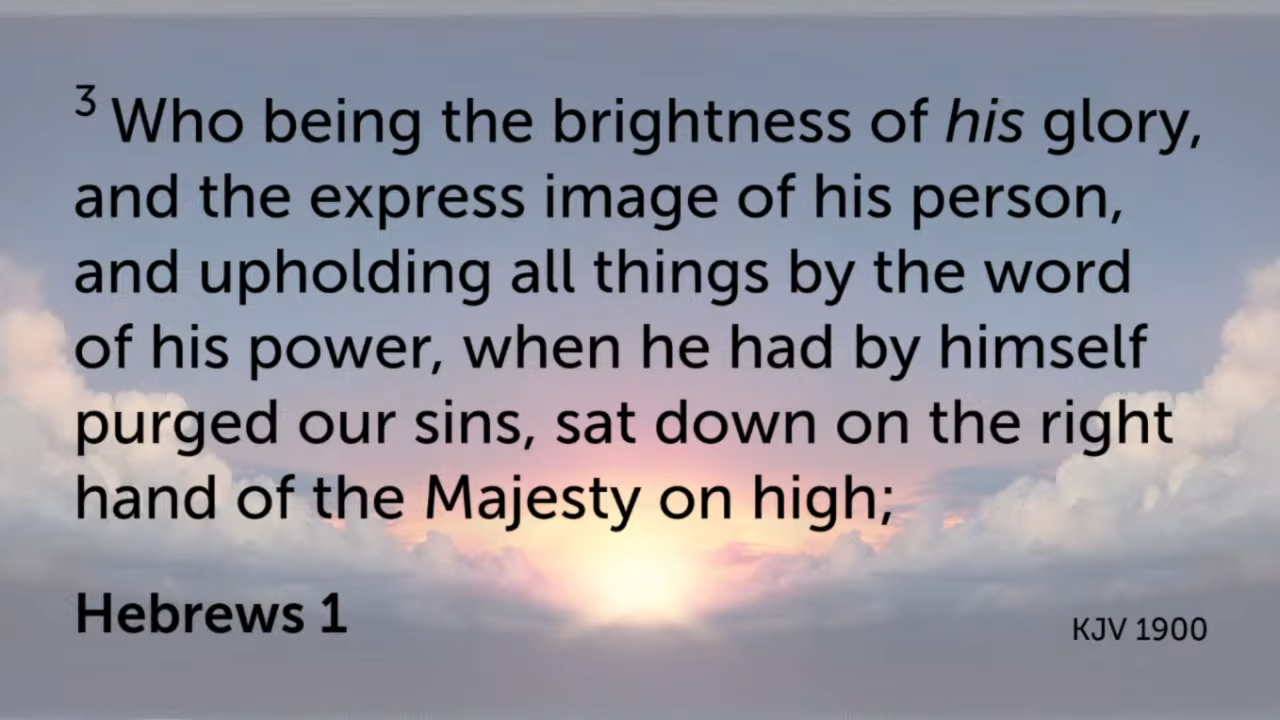 3 Who being the brightness of his glory,
and the express image of his person,
and upholding all things by the word
of his power, when he had by himself
purged our sins, sat down on the right
hand of the Majesty on high;
Hebrews 1
KJV 1900